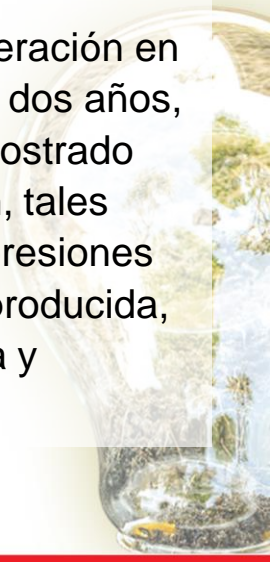 eración en
dos años,
ostrado
, tales
resiones
producida,
a y